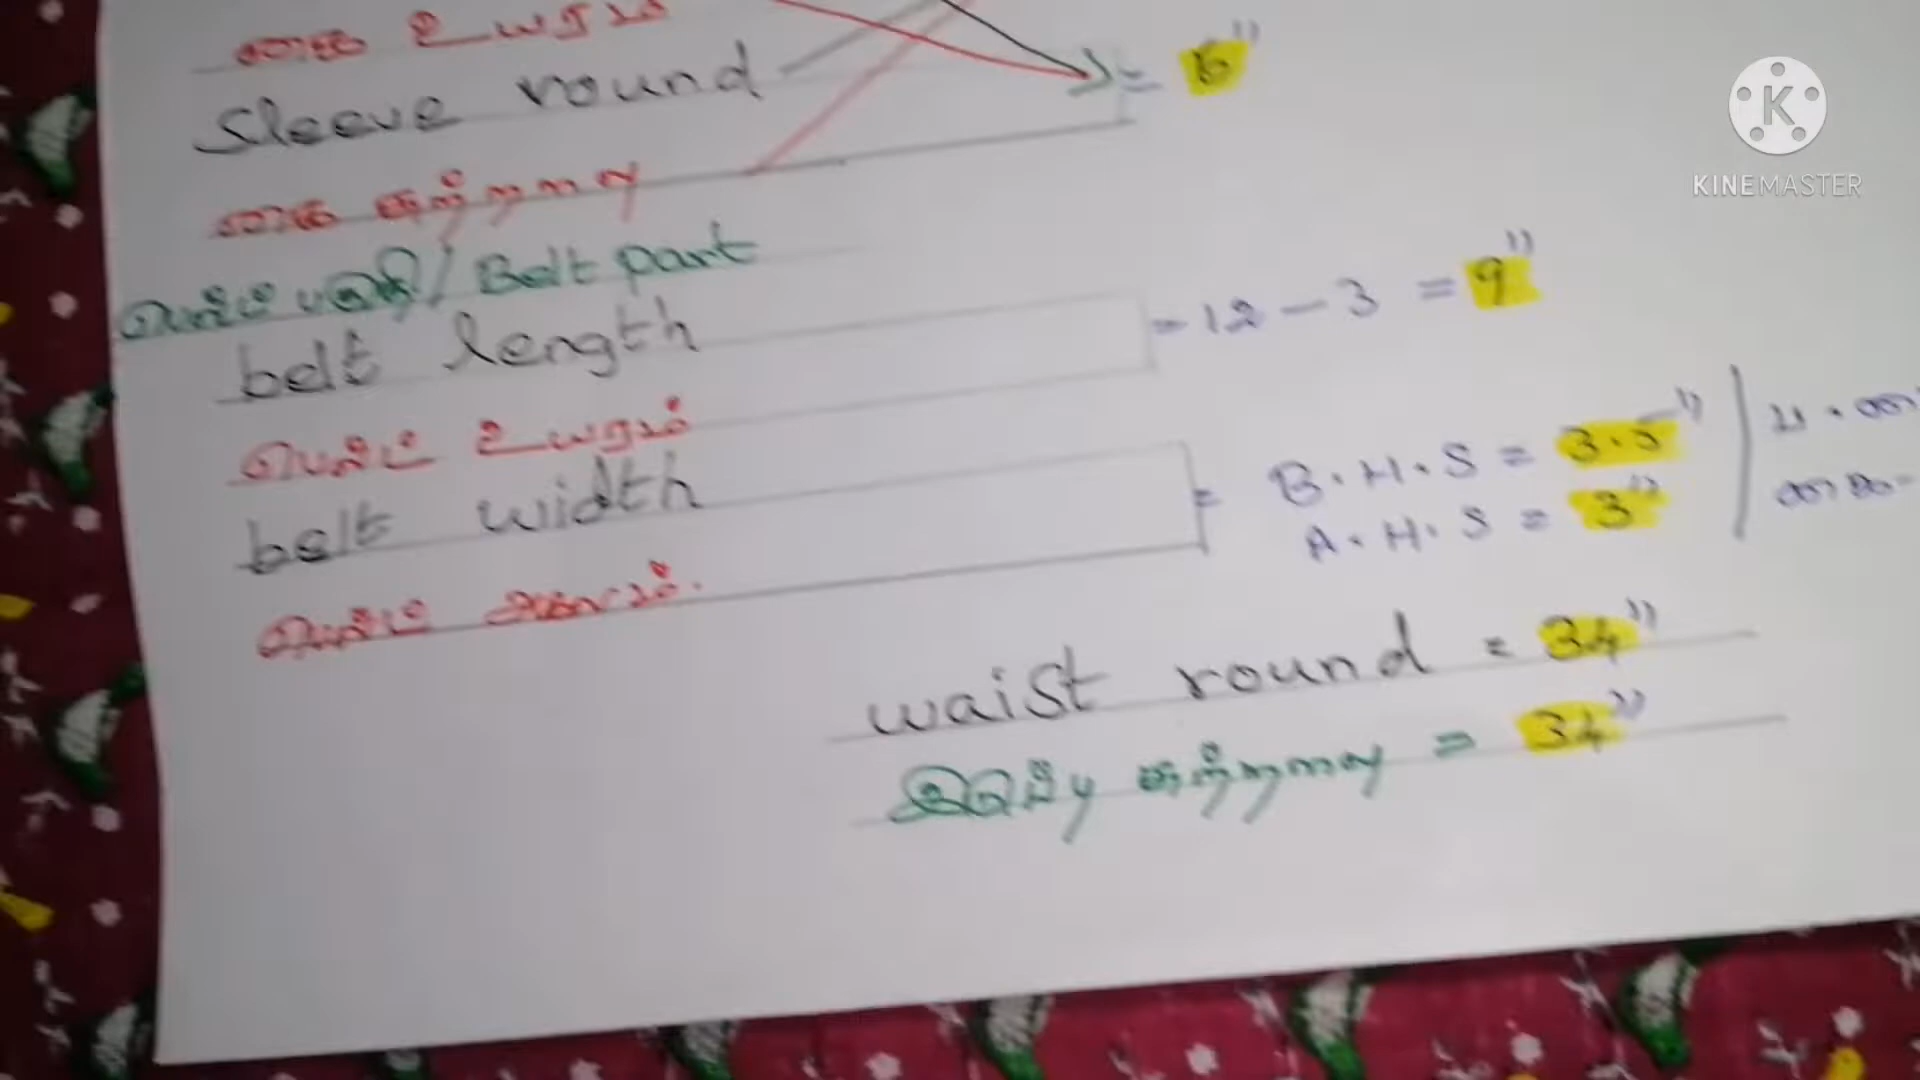 கை உயரம்
Sleeve round = 6"
கை சுற்றளவு
பெல்ட் பகுதி / Belt part
belt length = 12 - 3 = 9"
பெல்ட் உயரம்
belt width = B.H.S = 3.5"
A.H.S = 3"
பெல்ட் அகலம்.
waist round = 34"
இடுப்பு சுற்றளவு = 34"
KINEMASTER